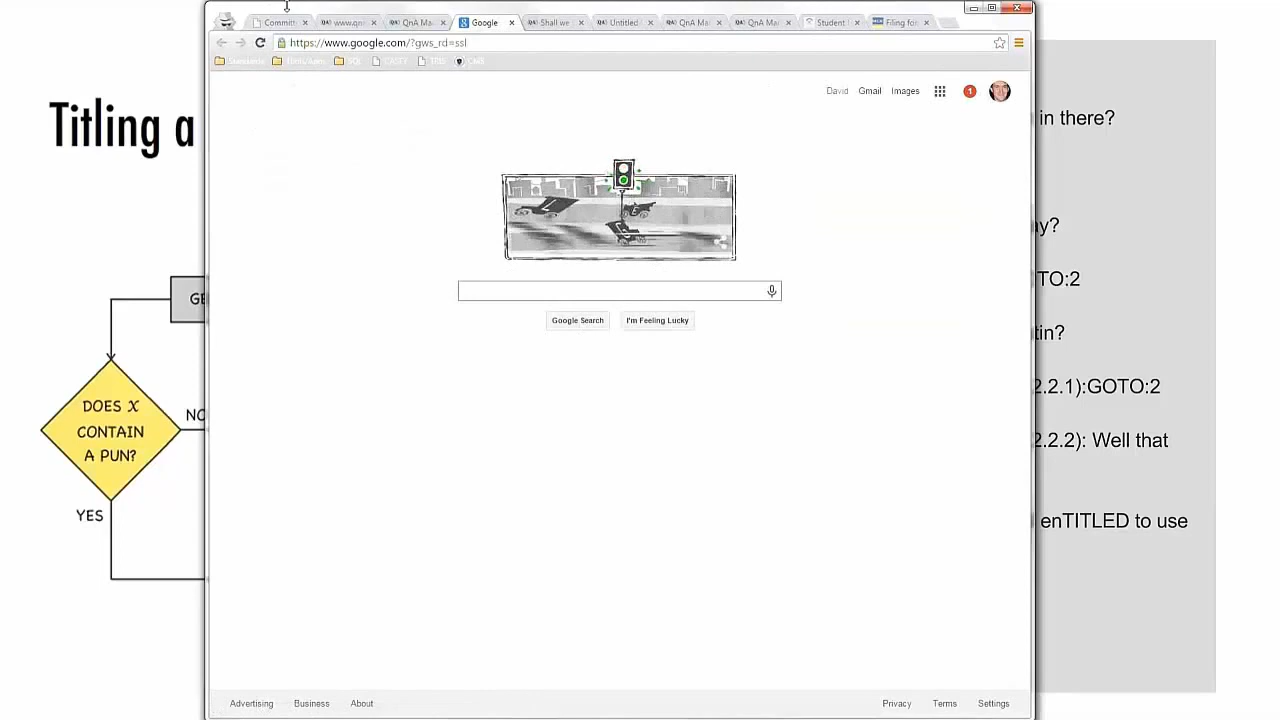 Committ
www.qn
QnA Ma
Google
Shall we
Untitled
QnA Ma
QnA Ma
Student
Filing for
https://www.google.com/?gws_rd=ssl
David Gmail Images 1
Titling a
in there?
y?
TO:2
tin?
2.2.1):GOTO:2
2.2.2): Well that
enTITLED to use
GE
DOES X
CONTAIN
A PUN?
NO
YES
Google Search
I'm Feeling Lucky
Advertising Business About Privacy Terms Settings